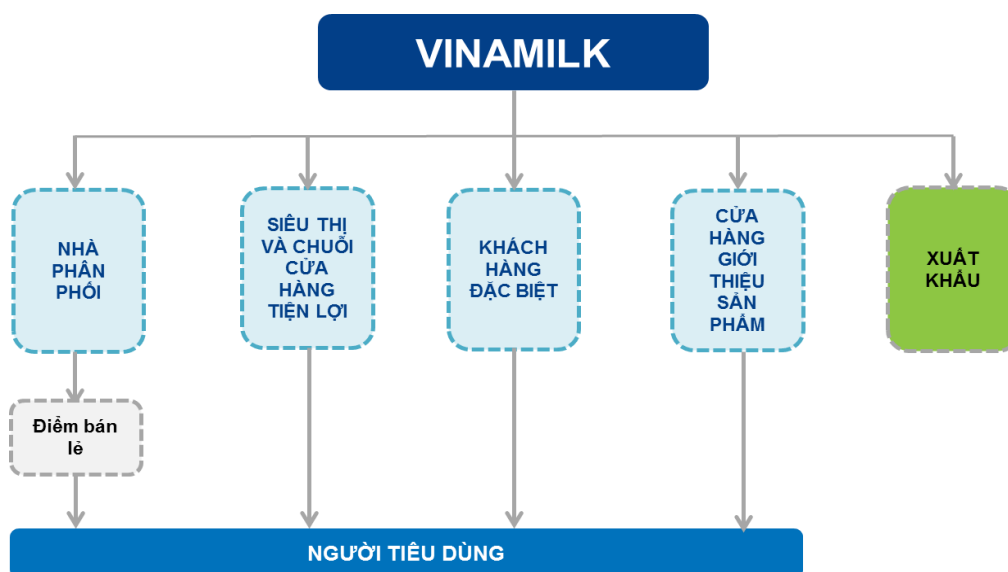 VINAMILK
NHÀ
PHÂN
PHỐI
SIÊU THỊ
VÀ CHUỖI
CỬA
HÀNG
TIỆN LỢI
KHÁCH
HÀNG
ĐẶC BIỆT
CỬA
HÀNG
GIỚI
THIỆU
SẢN
PHẨM
XUẤT
KHẨU
Điểm bán
lẻ
NGƯỜI TIÊU DÙNG